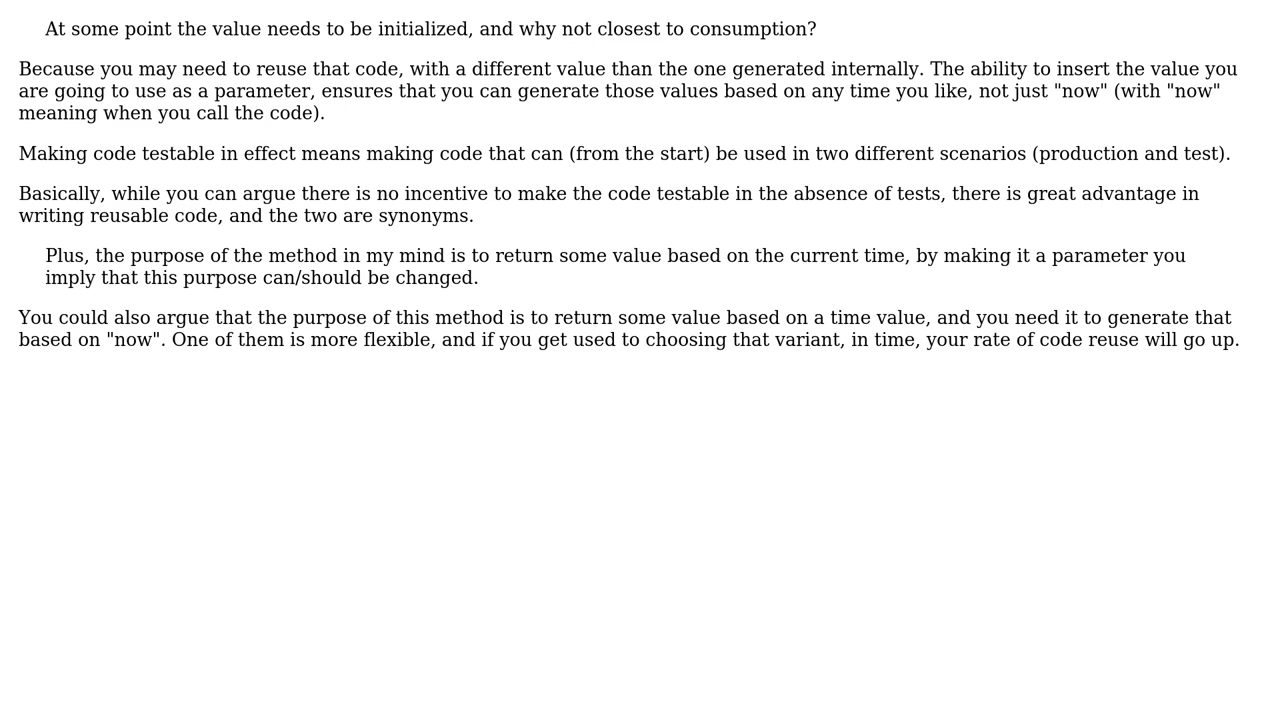 At some point the value needs to be initialized, and why not closest to consumption?
Because you may need to reuse that code, with a different value than the one generated internally. The ability to insert the value you
are going to use as a parameter, ensures that you can generate those values based on any time you like, not just "now" (with "now"
meaning when you call the code).
Making code testable in effect means making code that can (from the start) be used in two different scenarios (production and test).
Basically, while you can argue there is no incentive to make the code testable in the absence of tests, there is great advantage in
writing reusable code, and the two are synonyms.
Plus, the purpose of the method in my mind is to return some value based on the current time, by making it a parameter you
imply that this purpose can/should be changed.
You could also argue that the purpose of this method is to return some value based on a time value, and you need it to generate that
based on "now". One of them is more flexible, and if you get used to choosing that variant, in time, your rate of code reuse will go up.